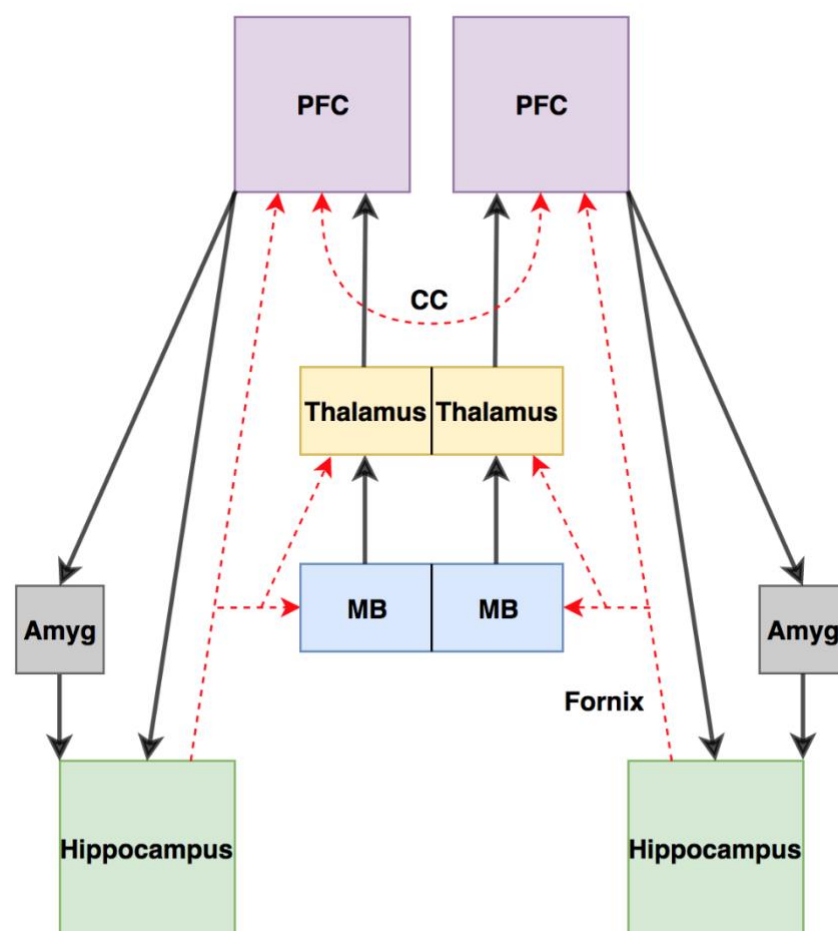 PFC PFC
CC
Thalamus Thalamus
MB MB
Amyg Amyg
Fornix
Hippocampus Hippocampus